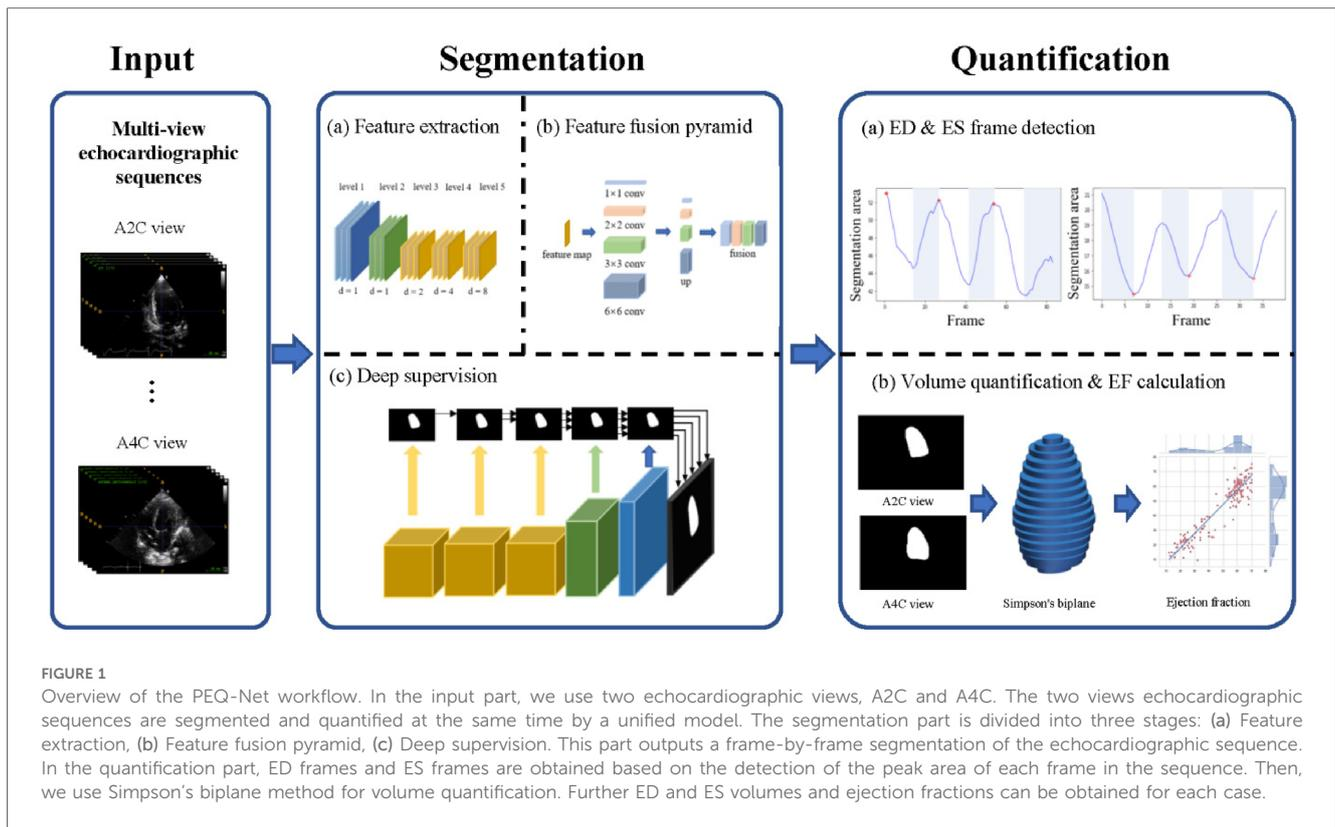 Input
Segmentation
Quantification
Multi-view
echocardiographic
sequences
A2C view
A4C view
(a) Feature extraction
level 1 level 2 level 3 level 4 level 5
d = 1 d = 1 d = 2 d = 4 d = 8
(b) Feature fusion pyramid
feature map
1×1 conv
2×2 conv
3×3 conv
6×6 conv
up
fusion
(c) Deep supervision
(a) ED & ES frame detection
Segmentation area
Frame
Segmentation area
Frame
(b) Volume quantification & EF calculation
A2C view
A4C view
Simpson's biplane
Ejection fraction
FIGURE 1
Overview of the PEQ-Net workflow. In the input part, we use two echocardiographic views, A2C and A4C. The two views echocardiographic
sequences are segmented and quantified at the same time by a unified model. The segmentation part is divided into three stages: (a) Feature
extraction, (b) Feature fusion pyramid, (c) Deep supervision. This part outputs a frame-by-frame segmentation of the echocardiographic sequence.
In the quantification part, ED frames and ES frames are obtained based on the detection of the peak area of each frame in the sequence. Then,
we use Simpson's biplane method for volume quantification. Further ED and ES volumes and ejection fractions can be obtained for each case.